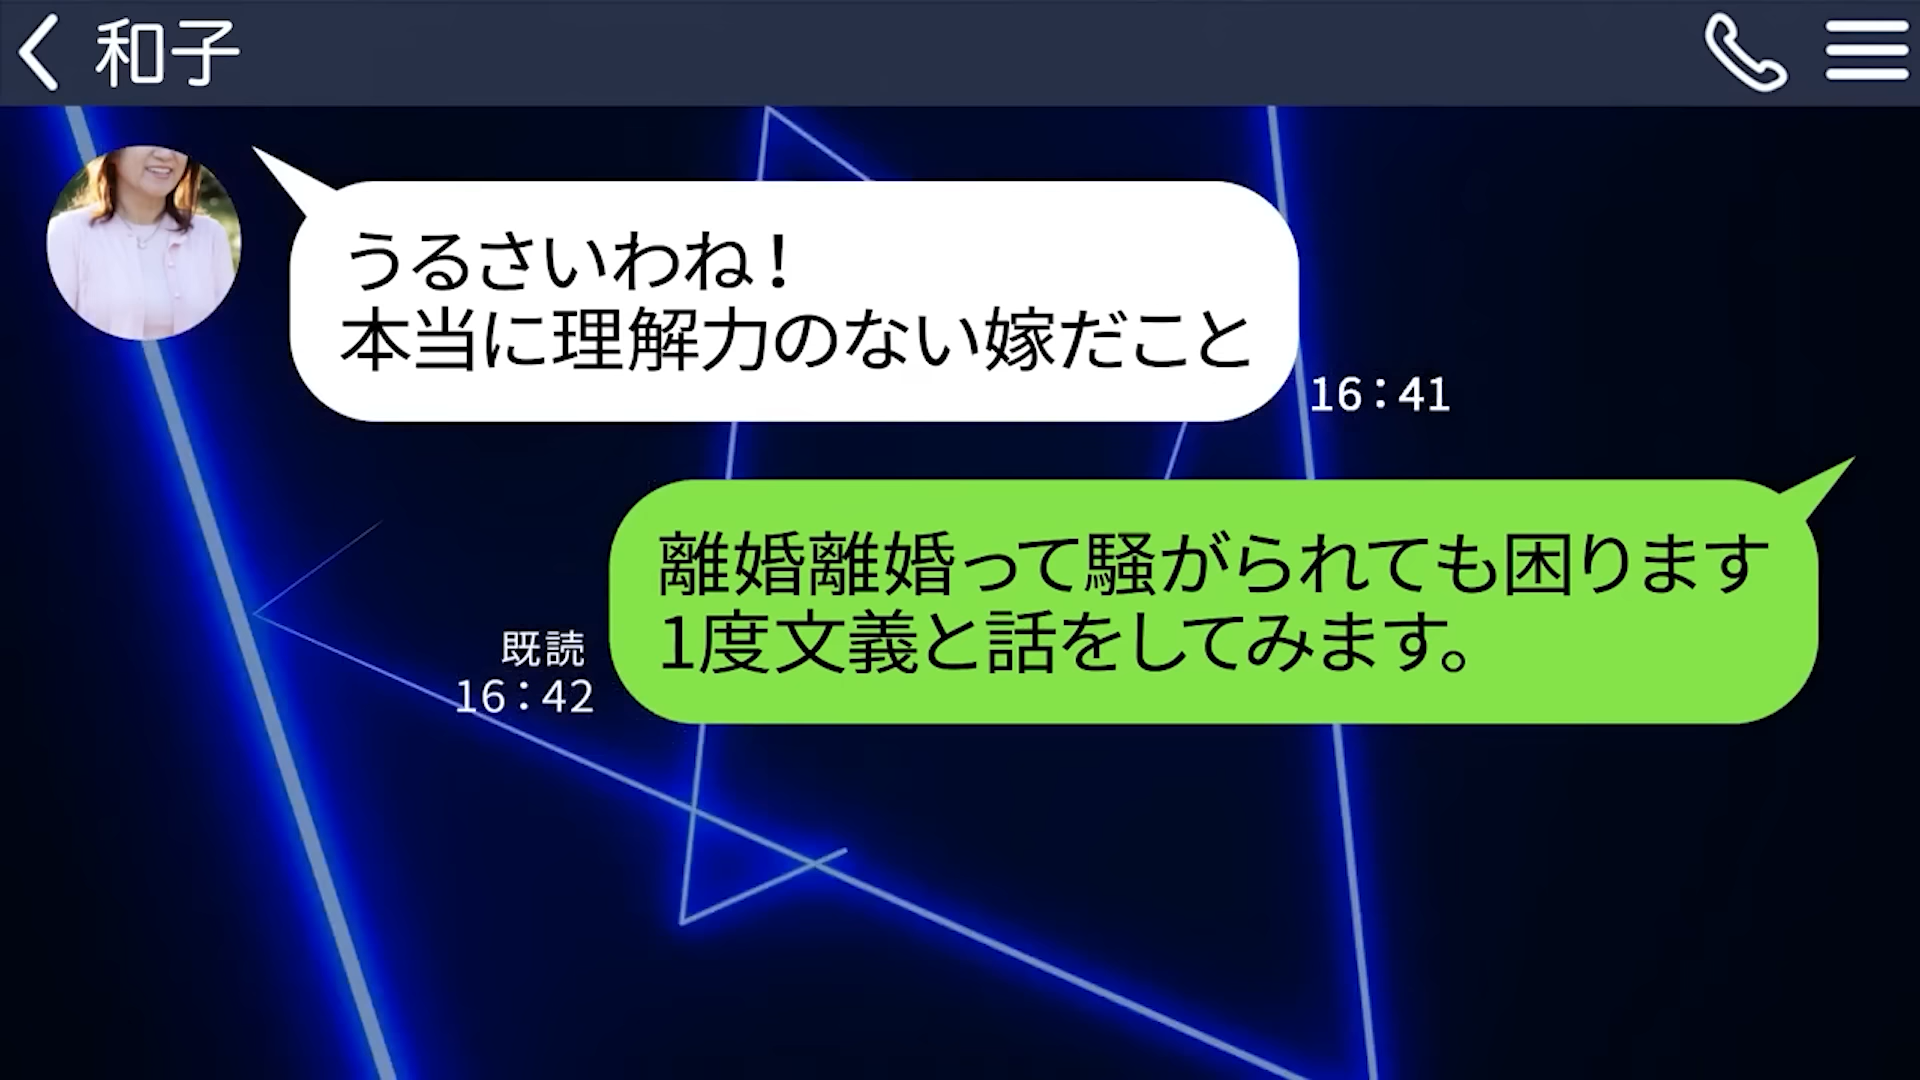 和子
うるさいわね！
本当に理解力のない嫁だこと
16：41
離婚離婚って騒がられても困ります
1度文義と話をしてみます。
既読
16：42